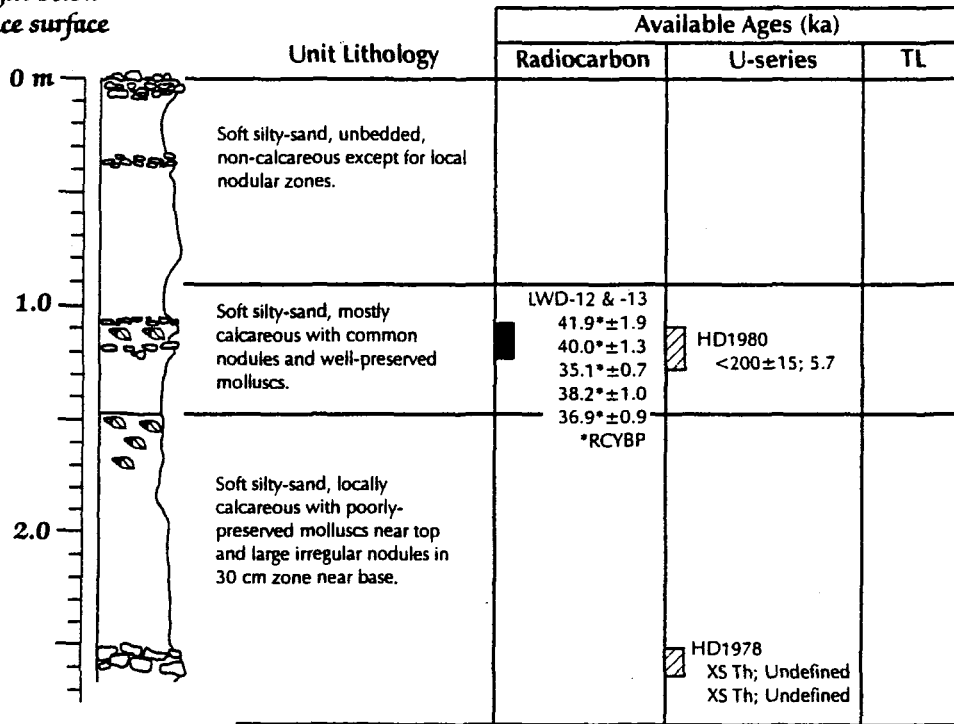 ce surface
Available Ages (ka)
Unit Lithology
Radiocarbon
U-series
TL
0 m
Soft silty-sand, unbedded,
non-calcareous except for local
nodular zones.
1.0
Soft silty-sand, mostly
calcareous with common
nodules and well-preserved
molluscs.
LWD-12 & -13
41.9*±1.9
40.0*±1.3
35.1*±0.7
38.2*±1.0
36.9*±0.9
*RCYBP
HD1980
<200±15; 5.7
2.0
Soft silty-sand, locally
calcareous with poorly-
preserved molluscs near top
and large irregular nodules in
30 cm zone near base.
HD1978
XS Th; Undefined
XS Th; Undefined